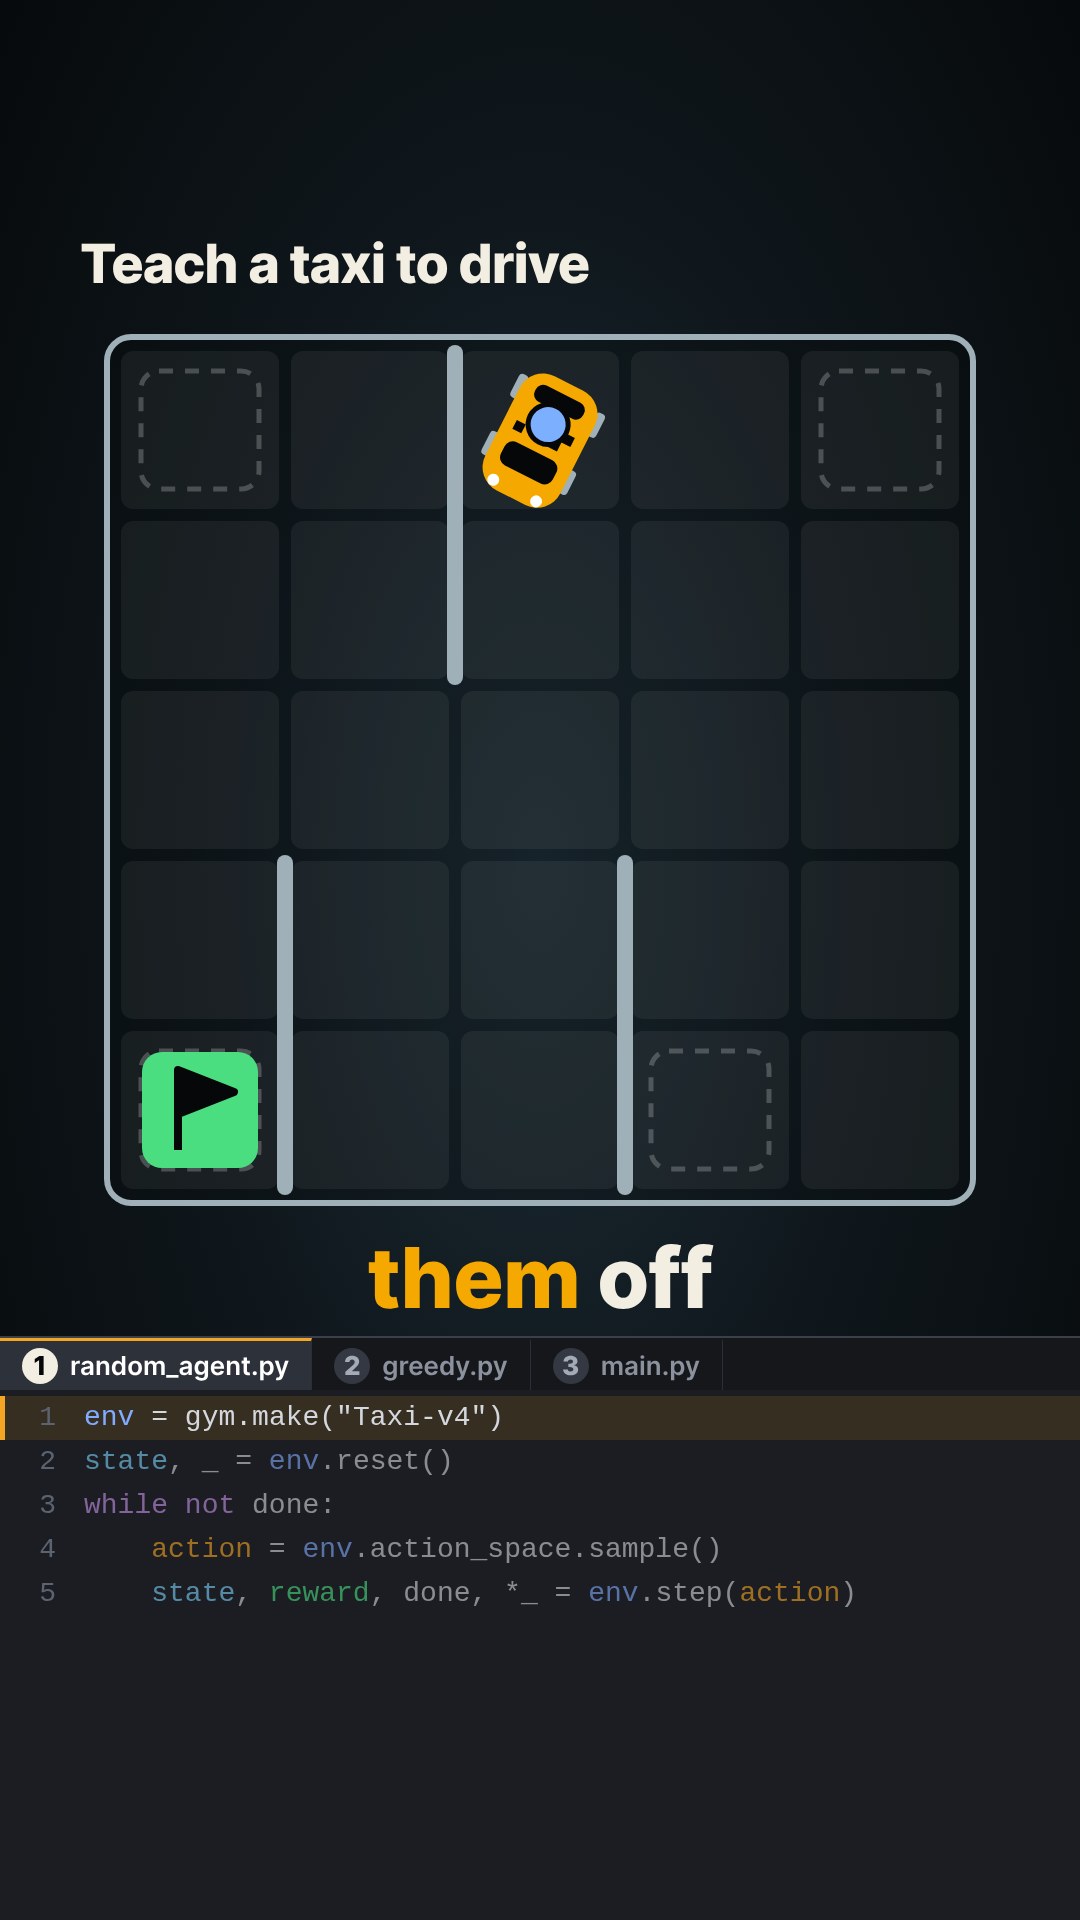 Teach a taxi to drive
them off
1 random_agent.py 2 greedy.py 3 main.py
1 env = gym.make("Taxi-v4")
2 state, _ = env.reset()
3 while not done:
4     action = env.action_space.sample()
5     state, reward, done, *_ = env.step(action)